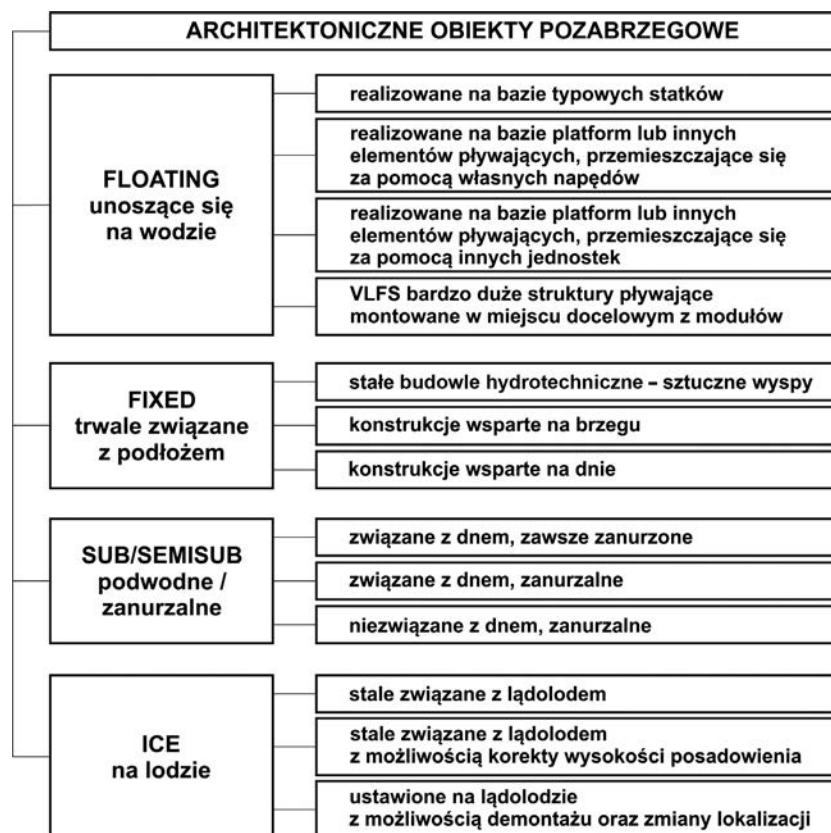 ARCHITEKTONICZNE OBIEKTY POZABRZEGOWE
FLOATING
unoszące się
na wodzie
realizowane na bazie typowych statków
realizowane na bazie platform lub innych
elementów pływających, przemieszczające się
za pomocą własnych napędów
realizowane na bazie platform lub innych
elementów pływających, przemieszczające się
za pomocą innych jednostek
VLFS bardzo duże struktury pływające
montowane w miejscu docelowym z modułów
FIXED
trwale związane
z podłożem
stałe budowle hydrotechniczne – sztuczne wyspy
konstrukcje wsparte na brzegu
konstrukcje wsparte na dnie
SUB/SEMISUB
podwodne /
zanurzalne
związane z dnem, zawsze zanurzone
związane z dnem, zanurzalne
niezwiązane z dnem, zanurzalne
ICE
na lodzie
stale związane z lądolodem
stale związane z lądolodem
z możliwością korekty wysokości posadowienia
ustawione na lądolodzie
z możliwością demontażu oraz zmiany lokalizacji